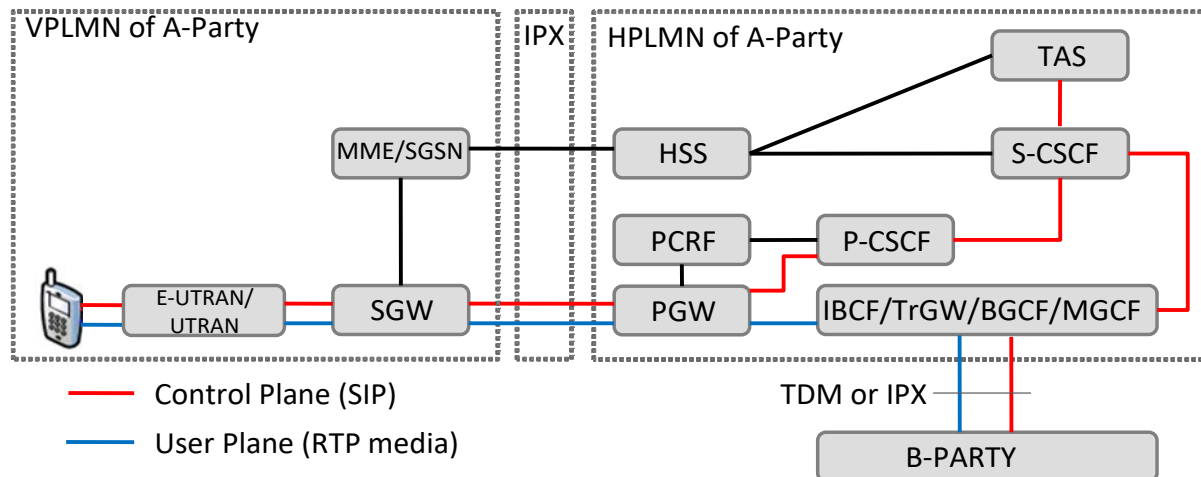 VPLMN of A-Party
IPX
HPLMN of A-Party
TAS
MME/SGSN
HSS
S-CSCF
PCRF
P-CSCF
E-UTRAN/
UTRAN
SGW
PGW
IBCF/TrGW/BGCF/MGCF
Control Plane (SIP)
TDM or IPX
User Plane (RTP media)
B-PARTY